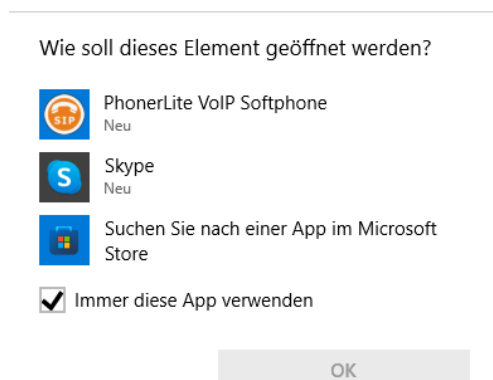 Wie soll dieses Element geöffnet werden?
SIP
PhonerLite VoIP Softphone
Neu
S
Skype
Neu
Suchen Sie nach einer App im Microsoft
Store
Immer diese App verwenden
OK